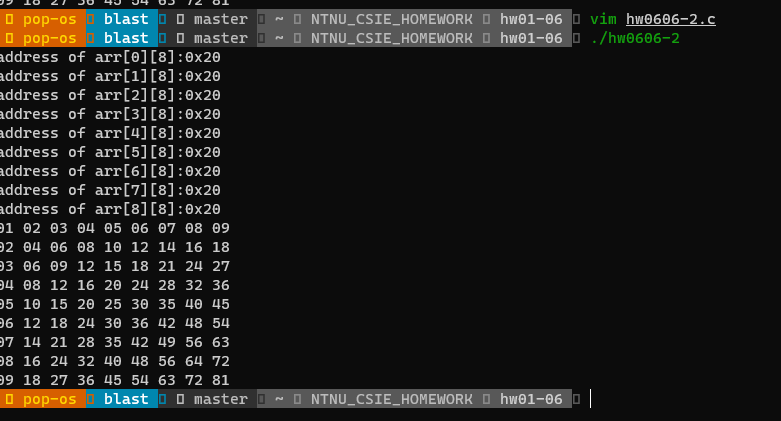 09 18 27 36 45 54 63 72 81
pop-os blast master ~ NTNU_CSIE_HOMEWORK hw01-06 vim hw0606-2.c
pop-os blast master ~ NTNU_CSIE_HOMEWORK hw01-06 ./hw0606-2
address of arr[0][8]:0x20
address of arr[1][8]:0x20
address of arr[2][8]:0x20
address of arr[3][8]:0x20
address of arr[4][8]:0x20
address of arr[5][8]:0x20
address of arr[6][8]:0x20
address of arr[7][8]:0x20
address of arr[8][8]:0x20
01 02 03 04 05 06 07 08 09
02 04 06 08 10 12 14 16 18
03 06 09 12 15 18 21 24 27
04 08 12 16 20 24 28 32 36
05 10 15 20 25 30 35 40 45
06 12 18 24 30 36 42 48 54
07 14 21 28 35 42 49 56 63
08 16 24 32 40 48 56 64 72
09 18 27 36 45 54 63 72 81
pop-os blast master ~ NTNU_CSIE_HOMEWORK hw01-06